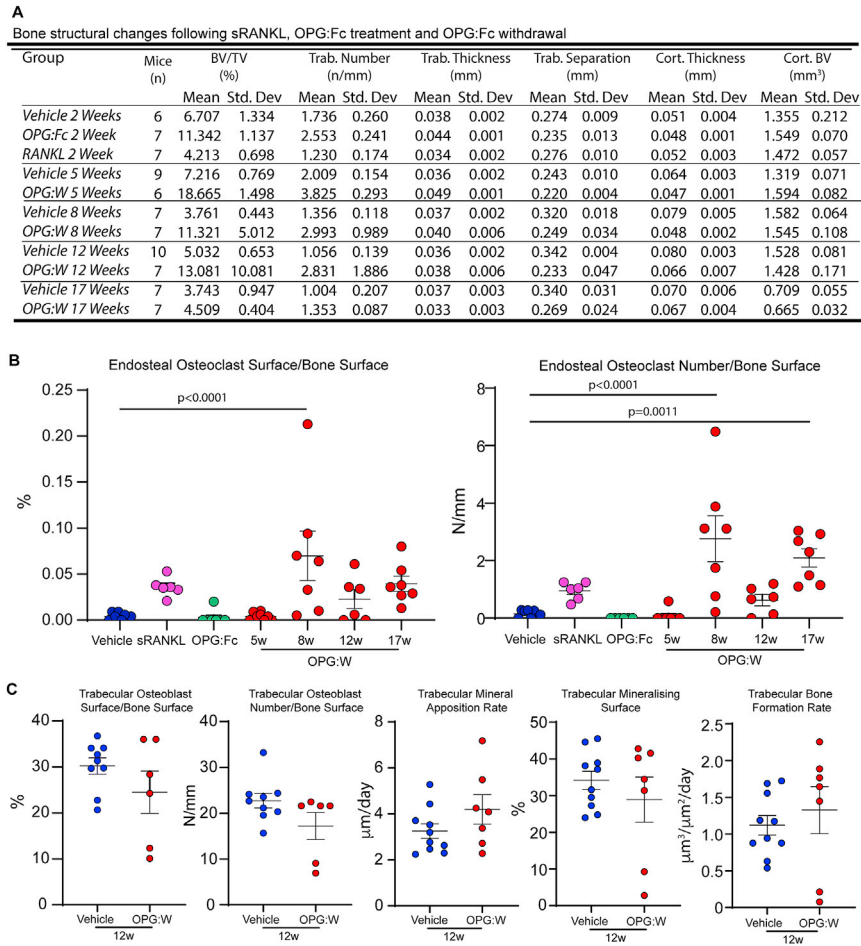 A
Bone structural changes following sRANKL, OPG:Fc treatment and OPG:Fc withdrawal
Group Mice BV/TV Trab. Number Trab. Thickness Trab. Separation Cort. Thickness Cort. BV
(n) (%) (n/mm) (mm) (mm) (mm) (mm³)
Mean Std. Dev Mean Std. Dev Mean Std. Dev Mean Std. Dev Mean Std. Dev Mean Std. Dev
Vehicle 2 Weeks 6 6.707 1.334 1.736 0.260 0.038 0.002 0.274 0.009 0.051 0.004 1.355 0.212
OPG:Fc 2 Week 7 11.342 1.137 2.553 0.241 0.044 0.001 0.235 0.013 0.048 0.001 1.549 0.070
RANKL 2 Week 7 4.213 0.698 1.230 0.174 0.034 0.002 0.276 0.010 0.052 0.003 1.472 0.057
Vehicle 5 Weeks 9 7.216 0.769 2.009 0.154 0.036 0.002 0.243 0.010 0.064 0.003 1.319 0.071
OPG:W 5 Weeks 6 18.665 1.498 3.825 0.293 0.049 0.001 0.220 0.004 0.047 0.001 1.594 0.082
Vehicle 8 Weeks 7 3.761 0.443 1.356 0.118 0.037 0.002 0.320 0.018 0.079 0.005 1.582 0.064
OPG:W 8 Weeks 7 11.321 5.012 2.993 0.989 0.040 0.006 0.249 0.034 0.048 0.002 1.545 0.108
Vehicle 12 Weeks 10 5.032 0.653 1.056 0.139 0.036 0.002 0.342 0.004 0.080 0.003 1.528 0.081
OPG:W 12 Weeks 7 13.081 10.081 2.831 1.886 0.038 0.006 0.233 0.047 0.066 0.007 1.428 0.171
Vehicle 17 Weeks 7 3.743 0.947 1.004 0.207 0.037 0.003 0.340 0.031 0.070 0.006 0.709 0.055
OPG:W 17 Weeks 7 4.509 0.404 1.353 0.087 0.033 0.003 0.269 0.024 0.067 0.004 0.665 0.032
B
Endosteal Osteoclast Surface/Bone Surface
%
0.25
0.20
0.15
0.10
0.05
0.00
p<0.0001
Vehicle sRANKL OPG:Fc 5w 8w 12w 17w
OPG:W
Endosteal Osteoclast Number/Bone Surface
N/mm
8
6
4
2
0
p<0.0001
p=0.0011
Vehicle sRANKL OPG:Fc 5w 8w 12w 17w
OPG:W
C
Trabecular Osteoblast
Surface/Bone Surface
%
40
30
20
10
0
Vehicle OPG:W
12w
Trabecular Osteoblast
Number/Bone Surface
N/mm
40
30
20
10
0
Vehicle OPG:W
12w
Trabecular Mineral
Apposition Rate
μm/day
8
6
4
2
0
Vehicle OPG:W
12w
Trabecular Mineralising
Surface
%
50
40
30
20
10
0
Vehicle OPG:W
12w
Trabecular Bone
Formation Rate
μm³/μm²/day
2.5
2.0
1.5
1.0
0.5
0.0
Vehicle OPG:W
12w